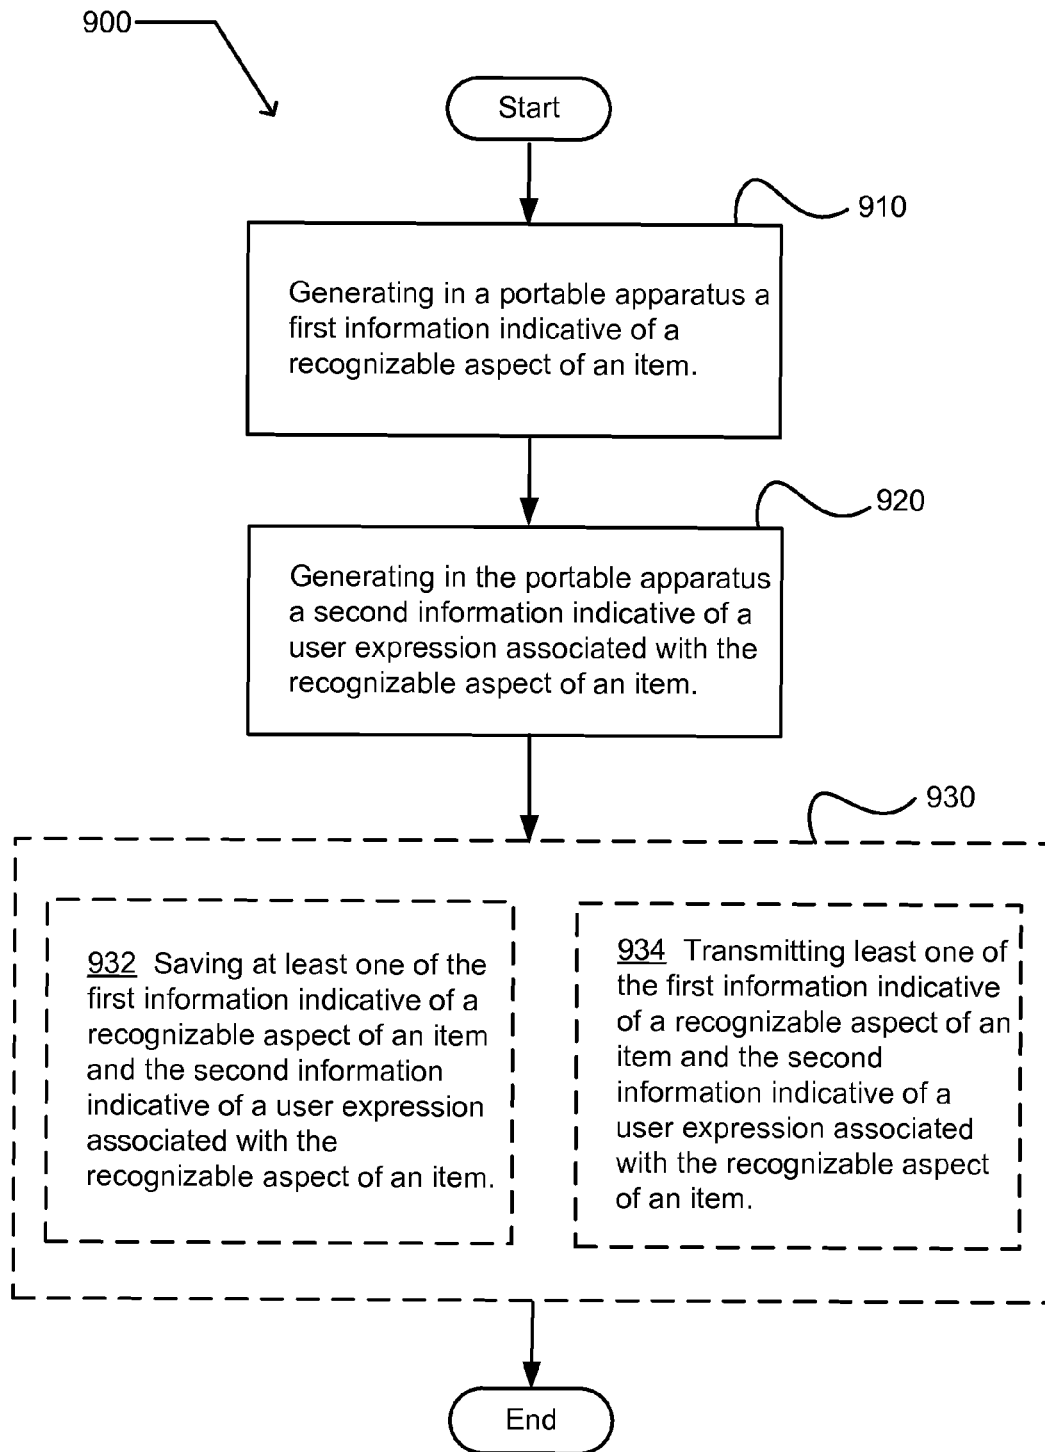 900
Start
910
Generating in a portable apparatus a
first information indicative of a
recognizable aspect of an item.
920
Generating in the portable apparatus
a second information indicative of a
user expression associated with the
recognizable aspect of an item.
930
932 Saving at least one of the
first information indicative of a
recognizable aspect of an item
and the second information
indicative of a user expression
associated with the
recognizable aspect of an item.
934 Transmitting least one of
the first information indicative
of a recognizable aspect of an
item and the second
information indicative of a
user expression associated
with the recognizable aspect
of an item.
End